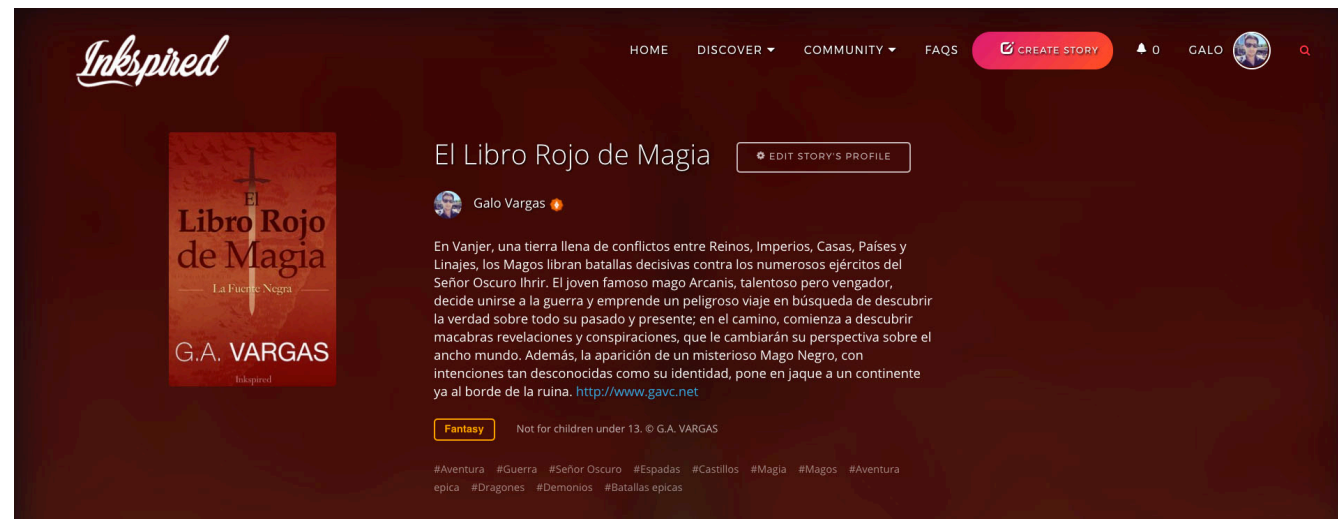 Inkspired
HOME DISCOVER COMMUNITY FAQS CREATE STORY 0 GALO
El Libro Rojo de Magia EDIT STORY'S PROFILE
Galo Vargas
El
Libro Rojo
de Magia
La Fuente Negra
G.A. VARGAS
Inkspired
En Vanjer, una tierra llena de conflictos entre Reinos, Imperios, Casas, Países y
Linajes, los Magos libran batallas decisivas contra los numerosos ejércitos del
Señor Oscuro Ihrir. El joven famoso mago Arcanis, talentoso pero vengador,
decide unirse a la guerra y emprende un peligroso viaje en búsqueda de descubrir
la verdad sobre todo su pasado y presente; en el camino, comienza a descubrir
macabras revelaciones y conspiraciones, que le cambiarán su perspectiva sobre el
ancho mundo. Además, la aparición de un misterioso Mago Negro, con
intenciones tan desconocidas como su identidad, pone en jaque a un continente
ya al borde de la ruina. http://www.gavc.net
Fantasy Not for children under 13. © G.A. VARGAS
#Aventura #Guerra #Señor Oscuro #Espadas #Castillos #Magia #Magos #Aventura
epica #Dragones #Demonios #Batallas epicas